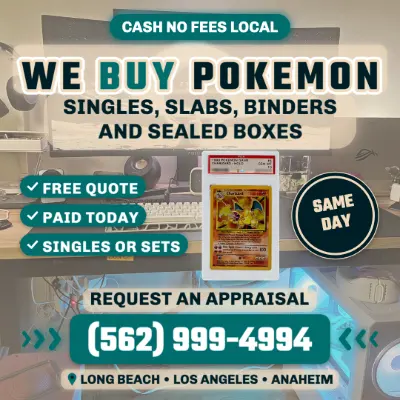 CASH NO FEES LOCAL
WE BUY POKEMON
SINGLES, SLABS, BINDERS
AND SEALED BOXES
FREE QUOTE
PAID TODAY
SINGLES OR SETS
SAME
DAY
Charizard
REQUEST AN APPRAISAL
(562) 999-4994
LONG BEACH • LOS ANGELES • ANAHEIM